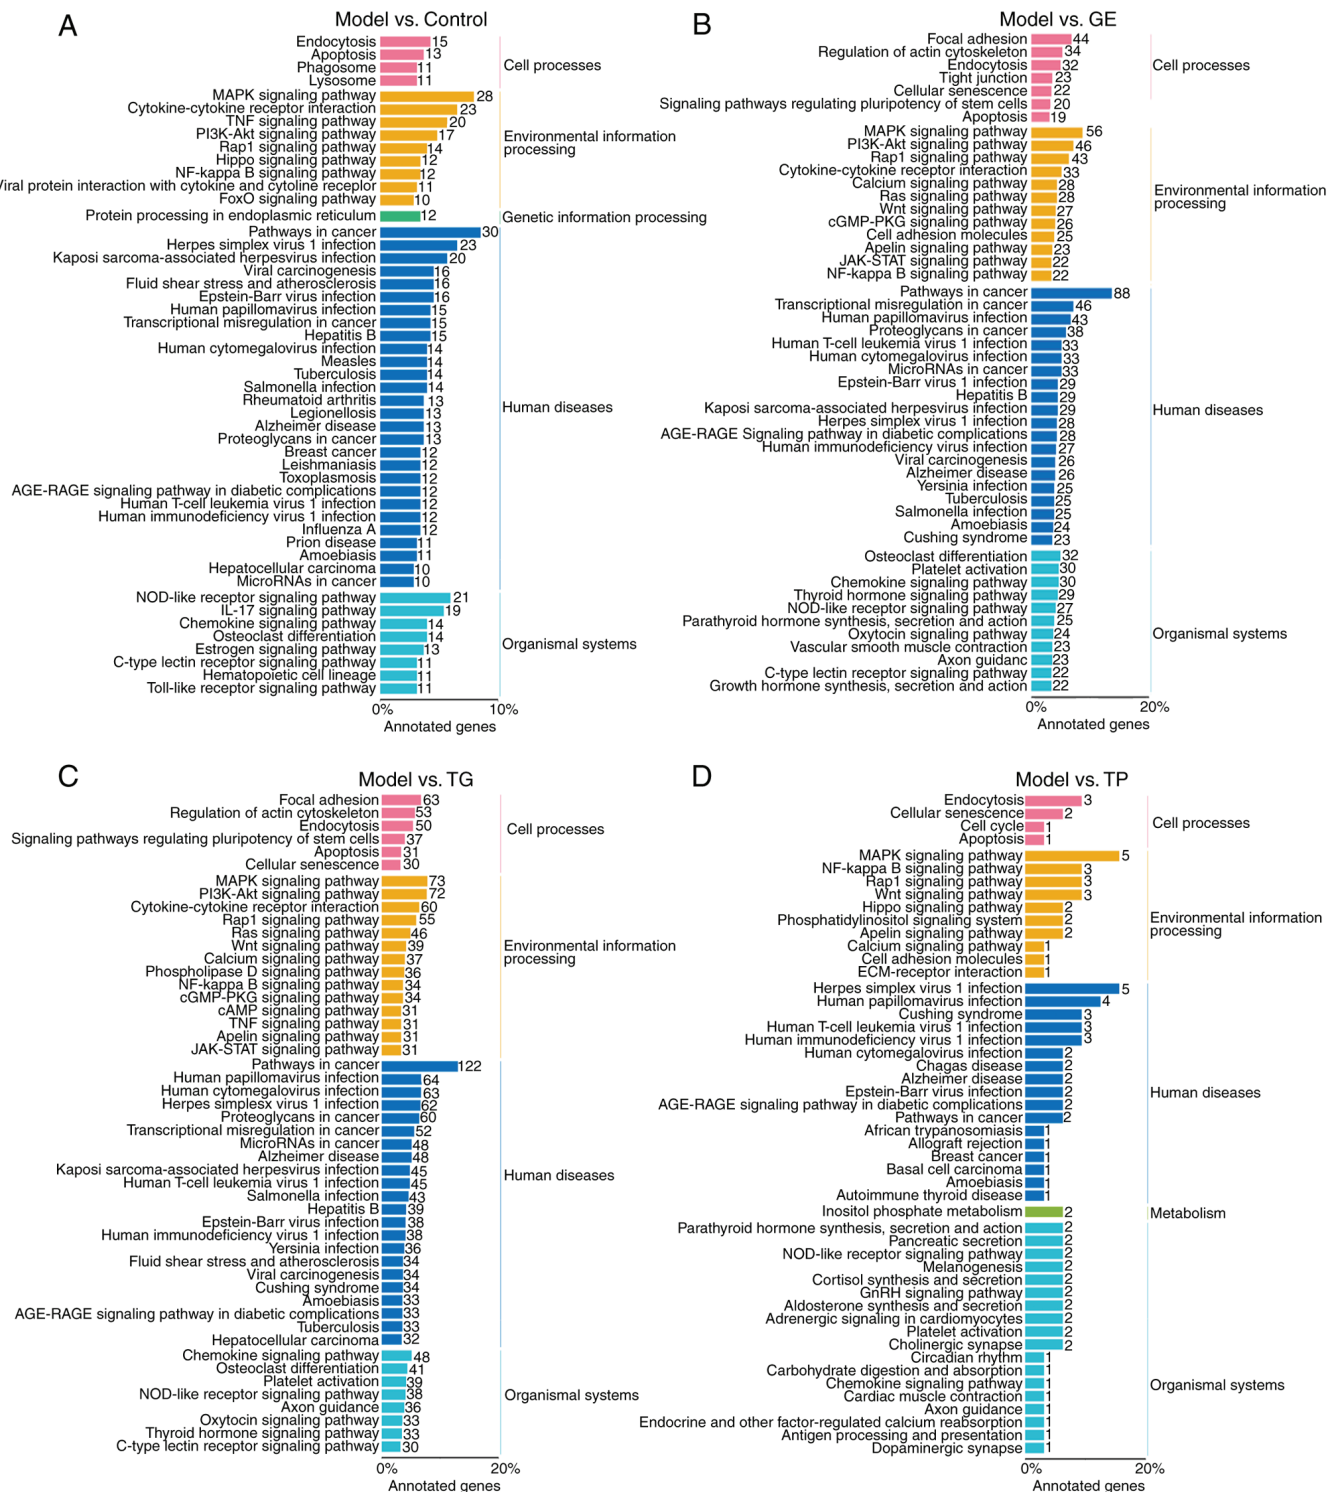 A
Model vs. Control
Endocytosis 15
Apoptosis 13
Phagosome 11
Lysosome 11
Cell processes
MAPK signaling pathway 28
Cytokine-cytokine receptor interaction 23
TNF signaling pathway 20
PI3K-Akt signaling pathway 17
Rap1 signaling pathway 14
Hippo signaling pathway 12
NF-kappa B signaling pathway 12
Viral protein interaction with cytokine and cytoline receplor 11
FoxO signaling pathway 10
Environmental information
processing
Protein processing in endoplasmic reticulum 12
Genetic information processing
Pathways in cancer 30
Herpes simplex virus 1 infection 23
Kaposi sarcoma-associated herpesvirus infection 20
Viral carcinogenesis 16
Fluid shear stress and atherosclerosis 16
Epstein-Barr virus infection 16
Human papillomavirus infection 15
Transcriptional misregulation in cancer 15
Hepatitis B 15
Human cytomegalovirus infection 14
Measles 14
Tuberculosis 14
Salmonella infection 14
Rheumatoid arthritis 13
Legionellosis 13
Alzheimer disease 13
Proteoglycans in cancer 13
Breast cancer 12
Leishmaniasis 12
Toxoplasmosis 12
AGE-RAGE signaling pathway in diabetic complications 12
Human T-cell leukemia virus 1 infection 12
Human immunodeficiency virus 1 infection 12
Influenza A 12
Prion disease 11
Amoebiasis 11
Hepatocellular carcinoma 10
MicroRNAs in cancer 10
Human diseases
NOD-like receptor signaling pathway 21
IL-17 signaling pathway 19
Chemokine signaling pathway 14
Osteoclast differentiation 14
Estrogen signaling pathway 13
C-type lectin receptor signaling pathway 11
Hematopoietic cell lineage 11
Toll-like receptor signaling pathway 11
Organismal systems
0% 10%
Annotated genes
B
Model vs. GE
Focal adhesion 44
Regulation of actin cytoskeleton 34
Endocytosis 32
Tight junction 23
Cellular senescence 22
Signaling pathways regulating pluripotency of stem cells 20
Apoptosis 19
Cell processes
MAPK signaling pathway 56
PI3K-Akt signaling pathway 46
Rap1 signaling pathway 43
Cytokine-cytokine receptor interaction 33
Calcium signaling pathway 28
Ras signaling pathway 28
Wnt signaling pathway 27
cGMP-PKG signaling pathway 26
Cell adhesion molecules 25
Apelin signaling pathway 23
JAK-STAT signaling pathway 22
NF-kappa B signaling pathway 22
Environmental information
processing
Pathways in cancer 88
Transcriptional misregulation in cancer 46
Human papillomavirus infection 43
Proteoglycans in cancer 38
Human T-cell leukemia virus 1 infection 33
Human cytomegalovirus infection 33
MicroRNAs in cancer 33
Epstein-Barr virus 1 infection 29
Hepatitis B 29
Kaposi sarcoma-associated herpesvirus infection 29
Herpes simplex virus 1 infection 28
AGE-RAGE Signaling pathway in diabetic complications 28
Human immunodeficiency virus infection 27
Viral carcinogenesis 26
Alzheimer disease 26
Yersinia infection 25
Tuberculosis 25
Salmonella infection 25
Amoebiasis 24
Cushing syndrome 23
Human diseases
Osteoclast differentiation 32
Platelet activation 30
Chemokine signaling pathway 30
Thyroid hormone signaling pathway 29
NOD-like receptor signaling pathway 27
Parathyroid hormone synthesis, secretion and action 25
Oxytocin signaling pathway 24
Vascular smooth muscle contraction 23
Axon guidanc 23
C-type lectin receptor signaling pathway 22
Growth hormone synthesis, secretion and action 22
Organismal systems
0% 20%
Annotated genes
C
Model vs. TG
Focal adhesion 63
Regulation of actin cytoskeleton 53
Endocytosis 50
Signaling pathways regulating pluripotency of stem cells 37
Apoptosis 31
Cellular senescence 30
Cell processes
MAPK signaling pathway 73
PI3K-Akt signaling pathway 72
Cytokine-cytokine receptor interaction 60
Rap1 signaling pathway 55
Ras signaling pathway 46
Wnt signaling pathway 39
Calcium signaling pathway 37
Phospholipase D signaling pathway 36
NF-kappa B signaling pathway 34
cGMP-PKG signaling pathway 34
cAMP signaling pathway 31
TNF signaling pathway 31
Apelin signaling pathway 31
JAK-STAT signaling pathway 31
Environmental information
processing
Pathways in cancer 122
Human papillomavirus infection 64
Human cytomegalovirus infection 63
Herpes simplesx virus 1 infection 62
Proteoglycans in cancer 60
Transcriptional misregulation in cancer 52
MicroRNAs in cancer 48
Alzheimer disease 48
Kaposi sarcoma-associated herpesvirus infection 45
Human T-cell leukemia virus 1 infection 45
Salmonella infection 43
Hepatitis B 39
Epstein-Barr virus infection 38
Human immunodeficiency virus 1 infection 38
Yersinia infection 36
Fluid shear stress and atherosclerosis 34
Viral carcinogenesis 34
Cushing syndrome 34
Amoebiasis 33
AGE-RAGE signaling pathway in diabetic complications 33
Tuberculosis 33
Hepatocellular carcinoma 32
Human diseases
Chemokine signaling pathway 48
Osteoclast differentiation 41
Platelet activation 39
NOD-like receptor signaling pathway 38
Axon guidance 36
Oxytocin signaling pathway 33
Thyroid hormone signaling pathway 33
C-type lectin receptor signaling pathway 30
Organismal systems
0% 20%
Annotated genes
D
Model vs. TP
Endocytosis 3
Cellular senescence 2
Cell cycle 1
Apoptosis 1
Cell processes
MAPK signaling pathway 5
NF-kappa B signaling pathway 3
Rap1 signaling pathway 3
Wnt signaling pathway 3
Hippo signaling pathway 2
Phosphatidylinositol signaling system 2
Apelin signaling pathway 2
Calcium signaling pathway 1
Cell adhesion molecules 1
ECM-receptor interaction 1
Environmental information
processing
Herpes simplex virus 1 infection 5
Human papillomavirus infection 4
Cushing syndrome 3
Human T-cell leukemia virus 1 infection 3
Human immunodeficiency virus 1 infection 3
Human cytomegalovirus infection 2
Chagas disease 2
Alzheimer disease 2
Epstein-Barr virus infection 2
AGE-RAGE signaling pathway in diabetic complications 2
Pathways in cancer 2
African trypanosomiasis 1
Allograft rejection 1
Breast cancer 1
Basal cell carcinoma 1
Amoebiasis 1
Autoimmune thyroid disease 1
Human diseases
Inositol phosphate metabolism 2
Metabolism
Parathyroid hormone synthesis, secretion and action 2
Pancreatic secretion 2
NOD-like receptor signaling pathway 2
Melanogenesis 2
Cortisol synthesis and secretion 2
GnRH signaling pathway 2
Aldosterone synthesis and secretion 2
Adrenergic signaling in cardiomyocytes 2
Platelet activation 2
Cholinergic synapse 2
Circadian rhythm 1
Carbohydrate digestion and absorption 1
Chemokine signaling pathway 1
Cardiac muscle contraction 1
Axon guidance 1
Endocrine and other factor-regulated calcium reabsorption 1
Antigen processing and presentation 1
Dopaminergic synapse 1
Organismal systems
0% 20%
Annotated genes